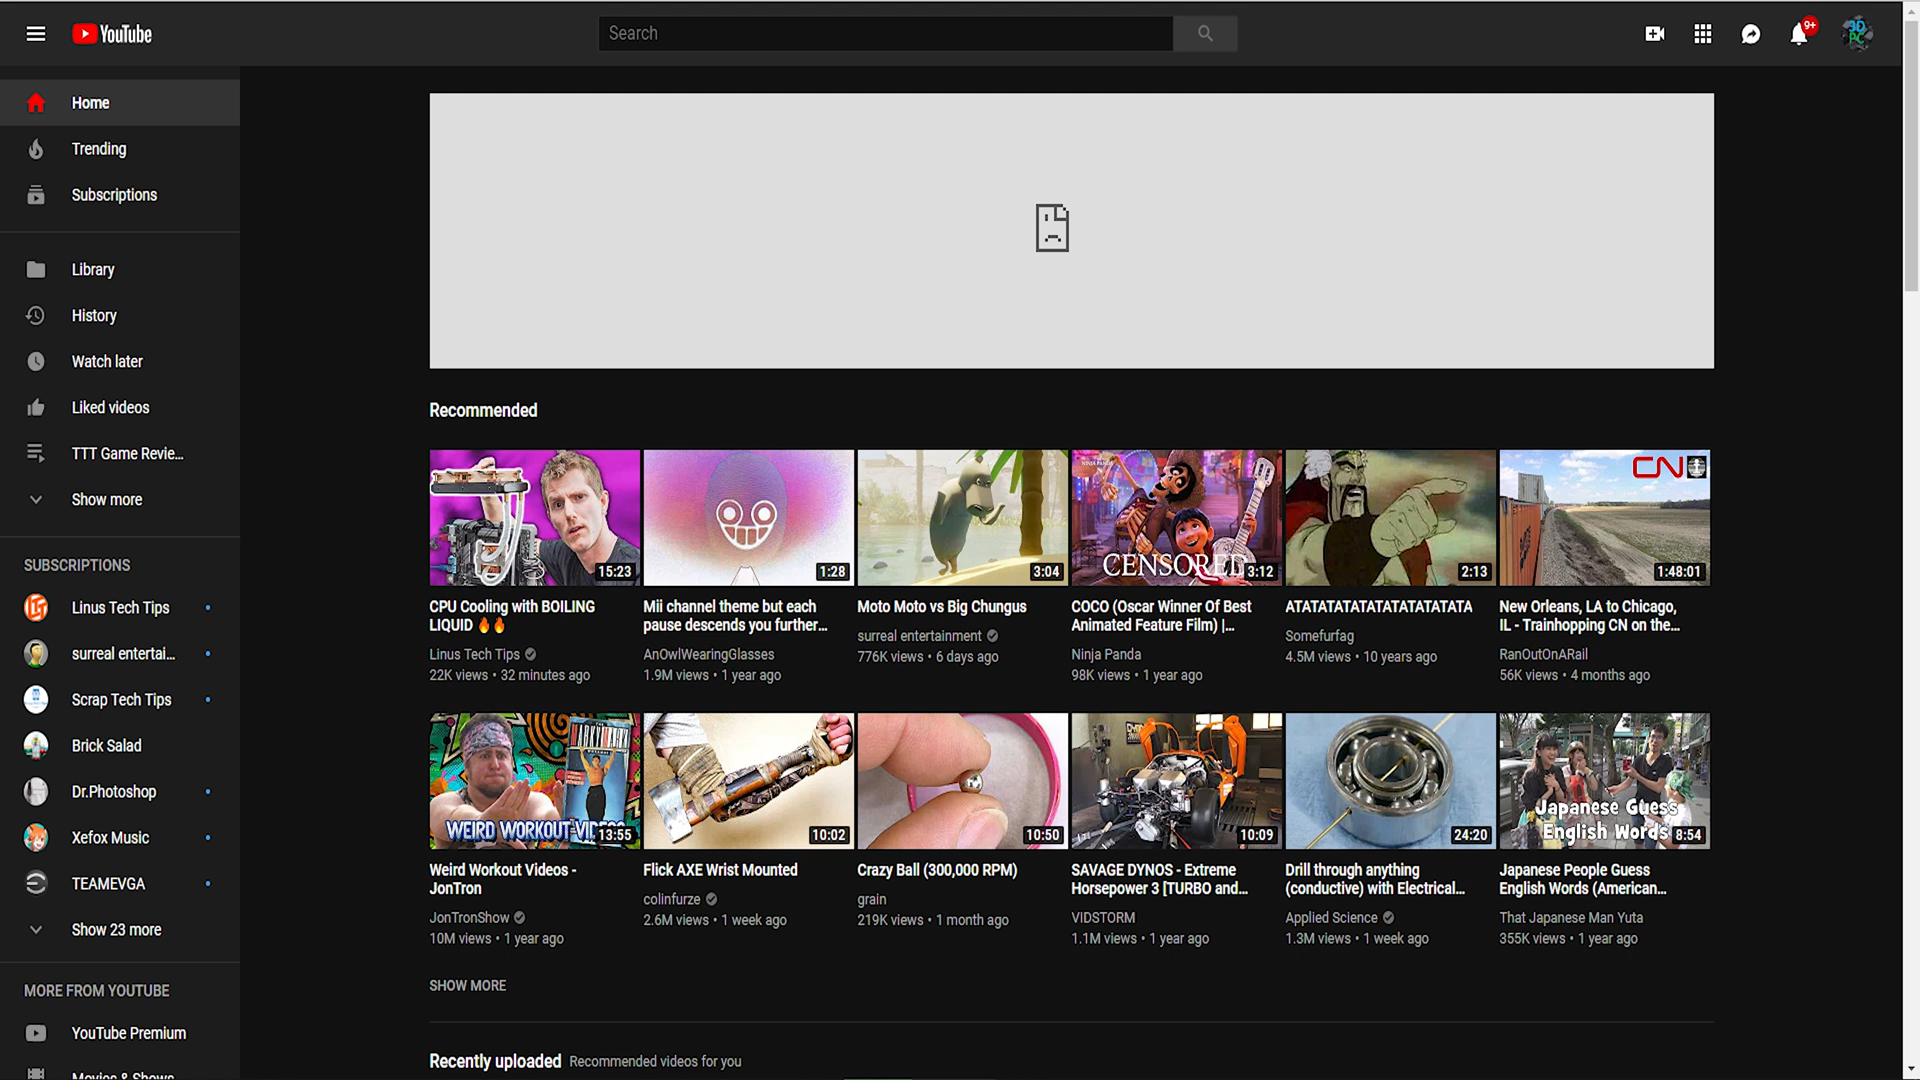 YouTube
Search
9+
3D
PC
Home
Trending
Subscriptions
Library
History
Watch later
Liked videos
TTT Game Revie...
Show more
SUBSCRIPTIONS
Linus Tech Tips
surreal entertai...
Scrap Tech Tips
Brick Salad
Dr.Photoshop
Xefox Music
TEAMEVGA
Show 23 more
MORE FROM YOUTUBE
YouTube Premium
Movies & Shows
Recommended
15:23
CPU Cooling with BOILING
LIQUID 🔥🔥
Linus Tech Tips
22K views • 32 minutes ago
1:28
Mii channel theme but each
pause descends you further...
AnOwlWearingGlasses
1.9M views • 1 year ago
3:04
Moto Moto vs Big Chungus
surreal entertainment
776K views • 6 days ago
NINJA PANDA
CENSORED
3:12
COCO (Oscar Winner Of Best
Animated Feature Film) |...
Ninja Panda
98K views • 1 year ago
2:13
ATATATATATATATATATATA
Somefurfag
4.5M views • 10 years ago
CN
1:48:01
New Orleans, LA to Chicago,
IL - Trainhopping CN on the...
RanOutOnARail
56K views • 4 months ago
MARKY MARK
WEIRD WORKOUT VIDEOS
13:55
Weird Workout Videos -
JonTron
JonTronShow
10M views • 1 year ago
10:02
Flick AXE Wrist Mounted
colinfurze
2.6M views • 1 week ago
10:50
Crazy Ball (300,000 RPM)
grain
219K views • 1 month ago
10:09
SAVAGE DYNOS - Extreme
Horsepower 3 [TURBO and...
VIDSTORM
1.1M views • 1 year ago
24:20
Drill through anything
(conductive) with Electrical...
Applied Science
1.3M views • 1 week ago
Japanese Guess
English Words
8:54
Japanese People Guess
English Words (American...
That Japanese Man Yuta
355K views • 1 year ago
SHOW MORE
Recently uploaded Recommended videos for you